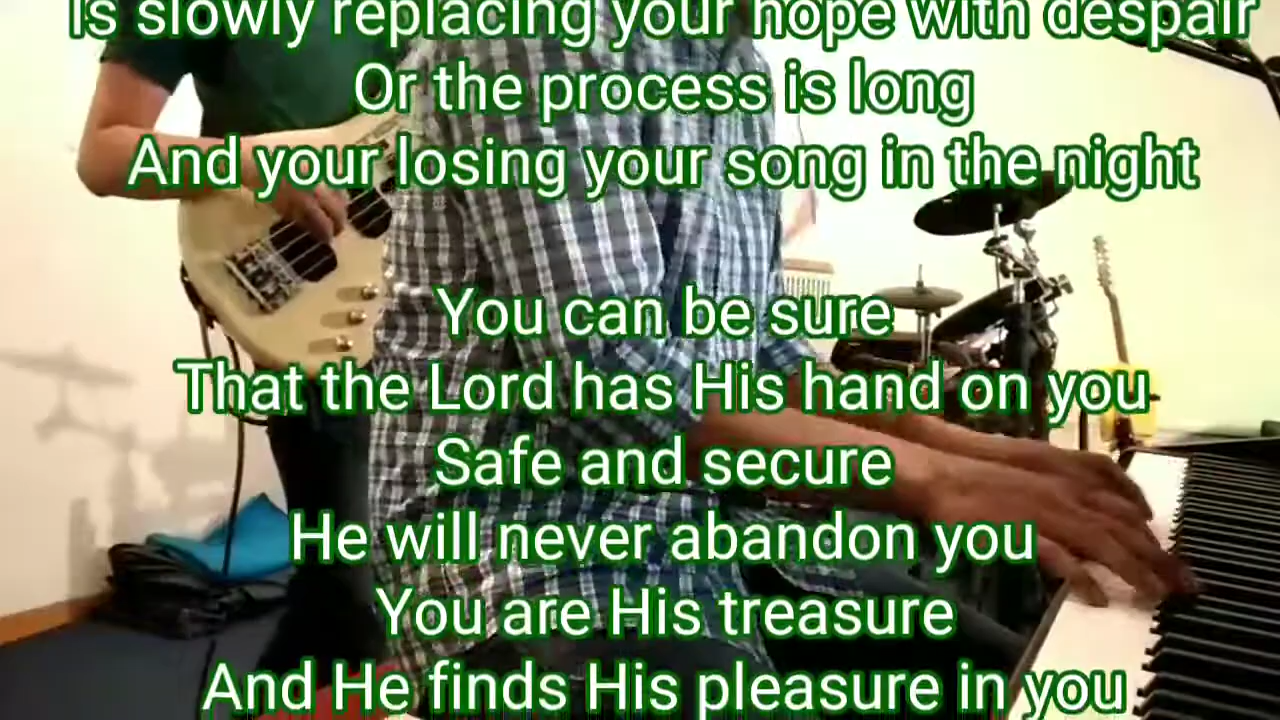 Is slowly replacing your hope with despair
Or the process is long
And your losing your song in the night
You can be sure
That the Lord has His hand on you
Safe and secure
He will never abandon you
You are His treasure
And He finds His pleasure in you